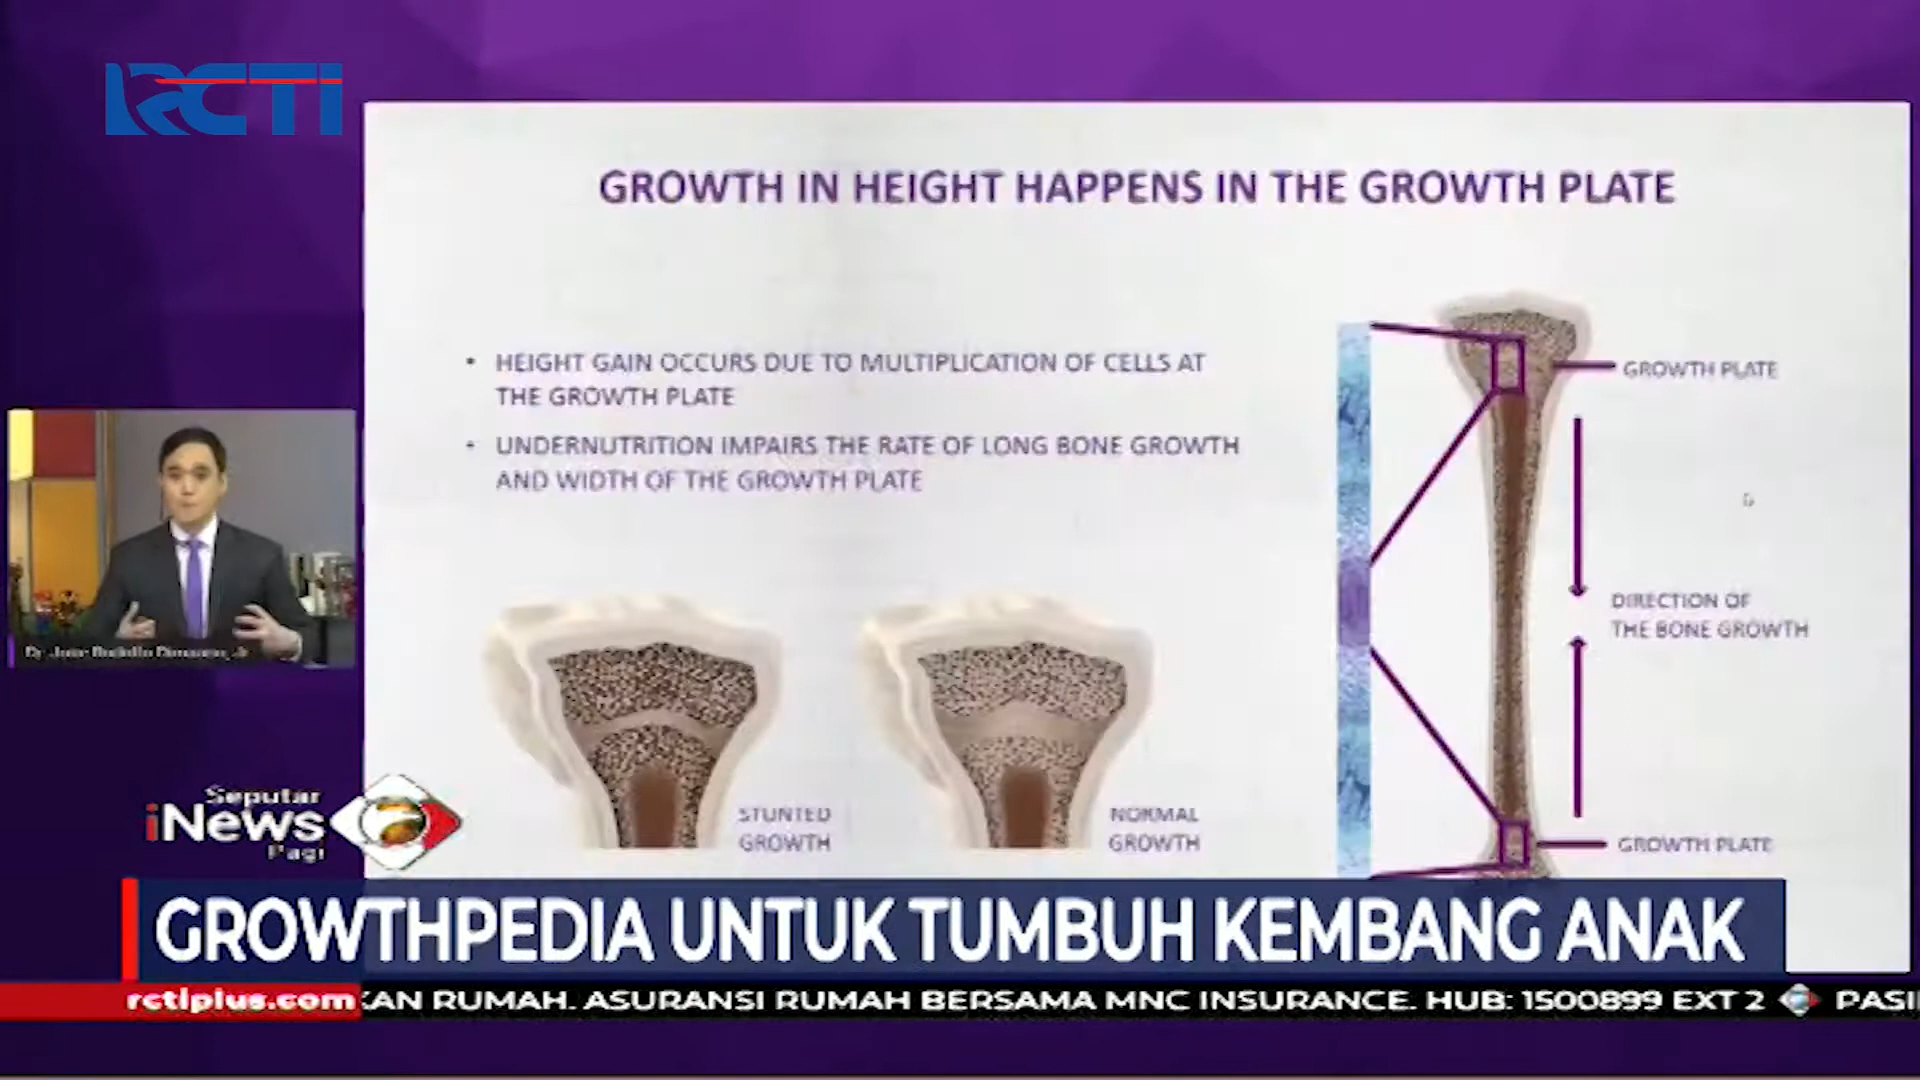 RCTI
GROWTH IN HEIGHT HAPPENS IN THE GROWTH PLATE
• HEIGHT GAIN OCCURS DUE TO MULTIPLICATION OF CELLS AT
THE GROWTH PLATE
• UNDERNUTRITION IMPAIRS THE RATE OF LONG BONE GROWTH
AND WIDTH OF THE GROWTH PLATE
GROWTH PLATE
DIRECTION OF
THE BONE GROWTH
GROWTH PLATE
STUNTED
GROWTH
NORMAL
GROWTH
Seputar
iNews
Pagi
GROWTHPEDIA UNTUK TUMBUH KEMBANG ANAK
rctiplus.com
KAN RUMAH. ASURANSI RUMAH BERSAMA MNC INSURANCE. HUB: 1500899 EXT 2